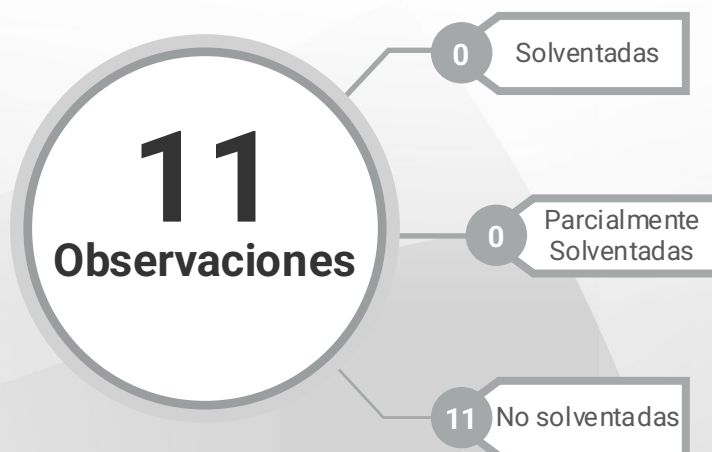 11
Observaciones
0
Solventadas
0
Parcialmente
Solventadas
11
No solventadas